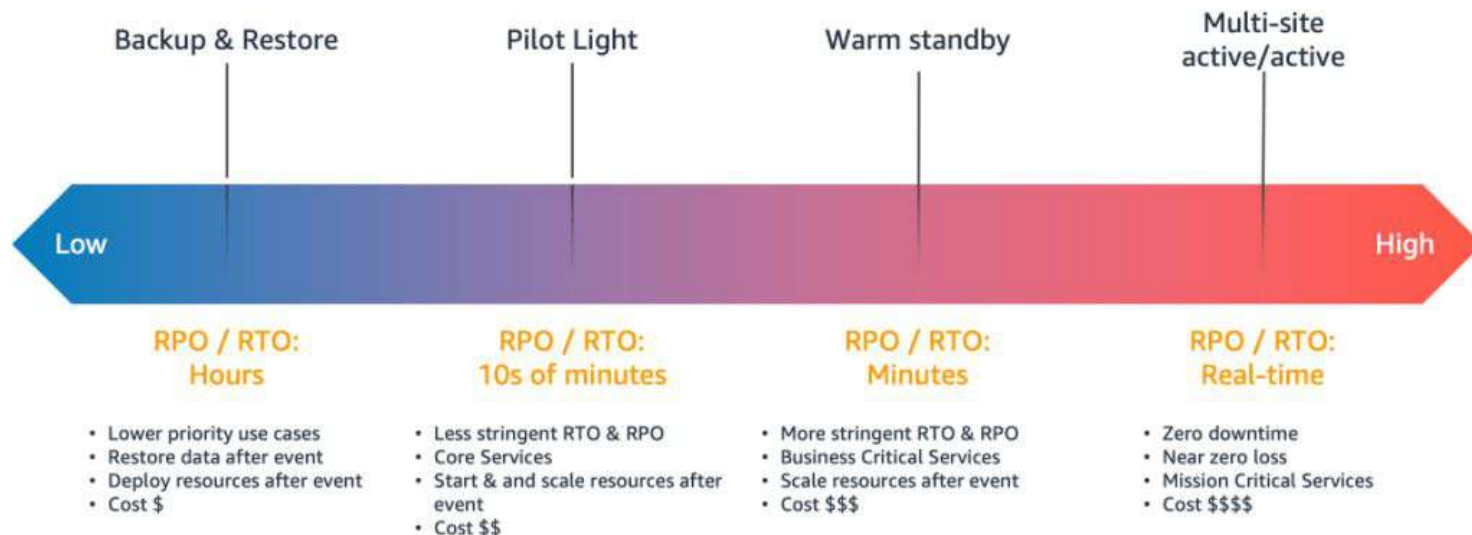 Backup & Restore
Pilot Light
Warm standby
Multi-site
active/active
Low
High
RPO / RTO:
Hours
• Lower priority use cases
• Restore data after event
• Deploy resources after event
• Cost $
RPO / RTO:
10s of minutes
• Less stringent RTO & RPO
• Core Services
• Start & and scale resources after
event
• Cost $$
RPO / RTO:
Minutes
• More stringent RTO & RPO
• Business Critical Services
• Scale resources after event
• Cost $$$
RPO / RTO:
Real-time
• Zero downtime
• Near zero loss
• Mission Critical Services
• Cost $$$$